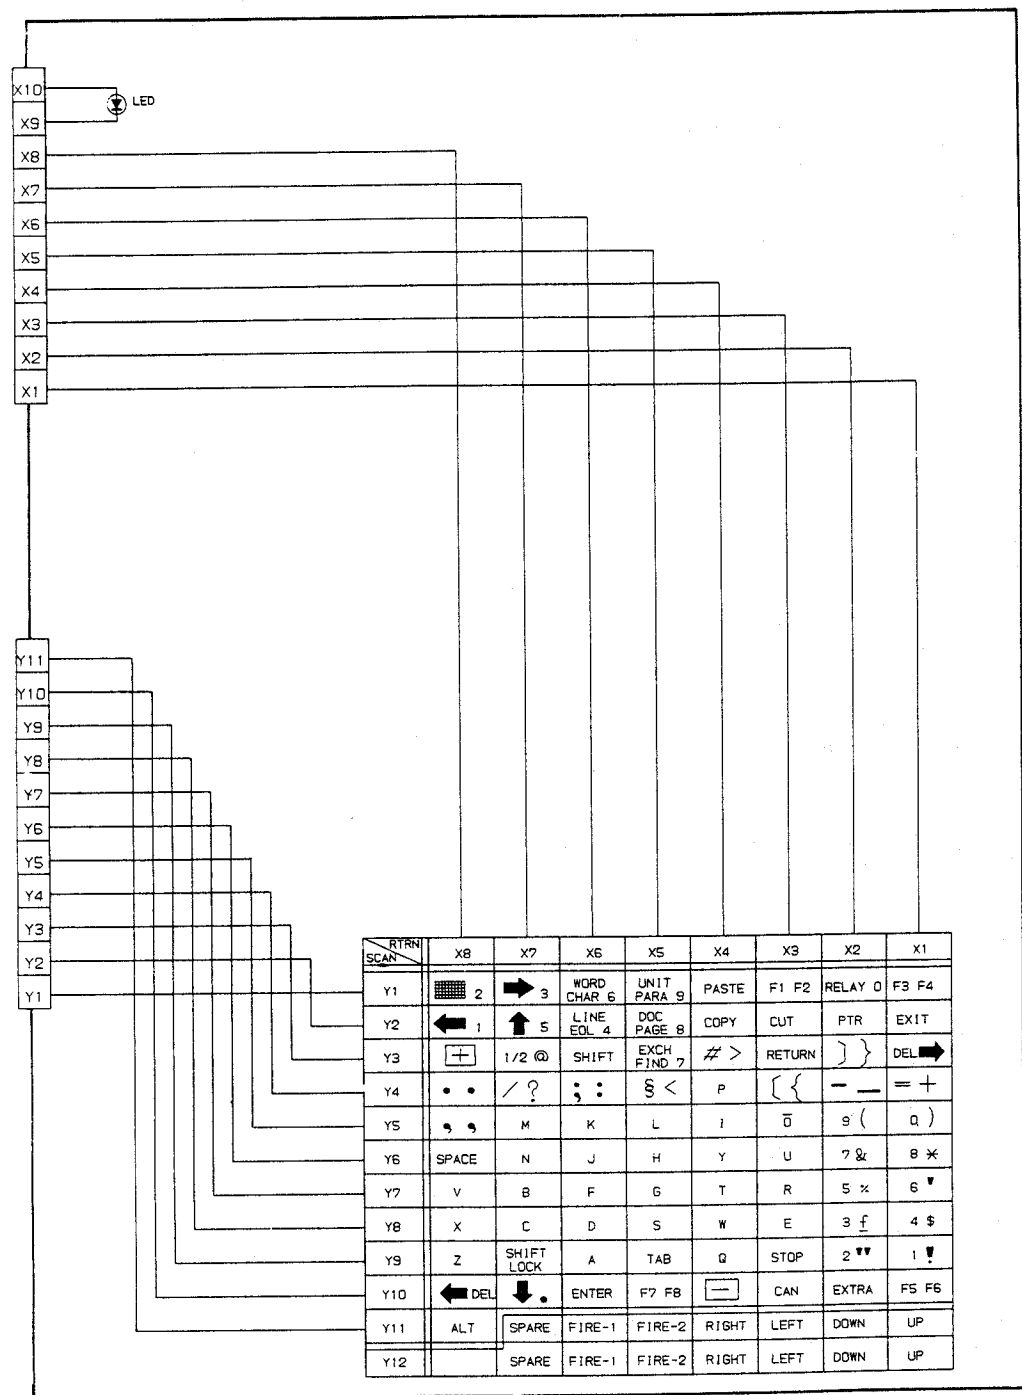 X10
LED
X9
X8
X7
X6
X5
X4
X3
X2
X1
Y11
Y10
Y9
Y8
Y7
Y6
Y5
Y4
Y3
Y2
Y1
RTRN
SCAN X8 X7 X6 X5 X4 X3 X2 X1
Y1 2 3 WORD CHAR 6 UNIT PARA 9 PASTE F1 F2 RELAY 0 F3 F4
Y2 1 5 LINE EOL 4 DOC PAGE 8 COPY CUT PTR EXIT
Y3 + 1/2 @ SHIFT EXCH FIND 7 # > RETURN ] } DEL
Y4 . . / ? ; : § < P [ { - _ = +
Y5 , , M K L I O 9 ( 0 )
Y6 SPACE N J H Y U 7 & 8 *
Y7 V B F G T R 5 % 6 '
Y8 X C D S W E 3 £ 4 $
Y9 Z SHIFT LOCK A TAB Q STOP 2 " 1 !
Y10 DEL . ENTER F7 F8 - CAN EXTRA F5 F6
Y11 ALT SPARE FIRE-1 FIRE-2 RIGHT LEFT DOWN UP
Y12 SPARE FIRE-1 FIRE-2 RIGHT LEFT DOWN UP